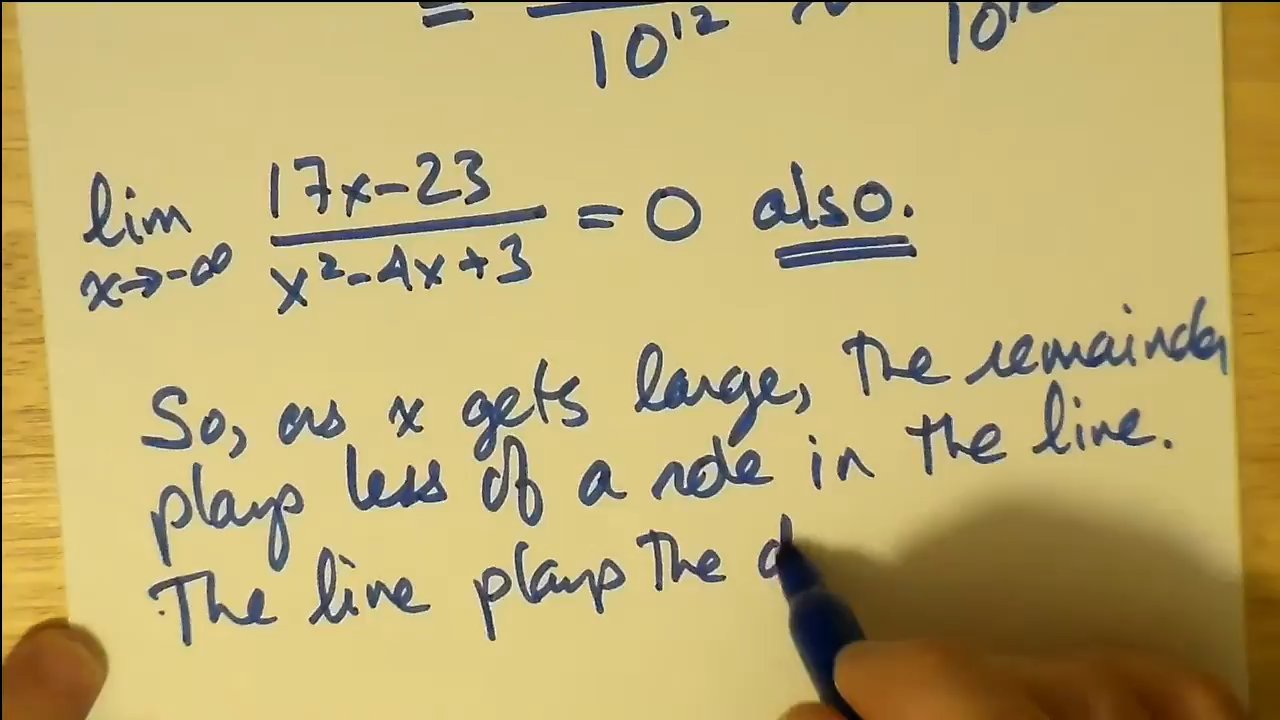 = 10¹² ~ 10¹²
lim x→-∞ (17x-23)/(x²-4x+3) = 0 also.
So, as x gets large, the remainder
plays less of a role in the line.
The line plays the d